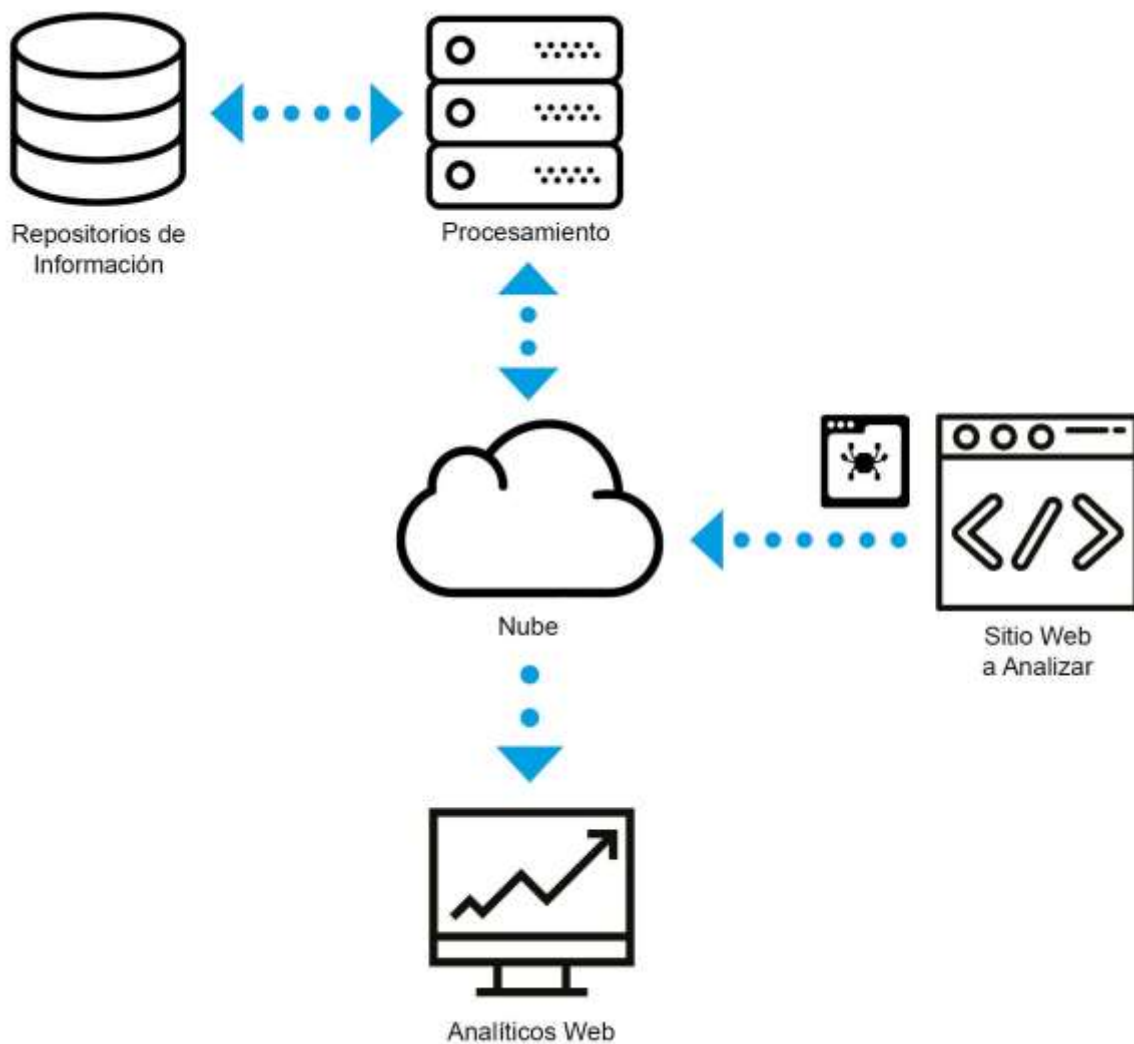 Repositorios de
Información
Procesamiento
Nube
Sitio Web
a Analizar
Analíticos Web